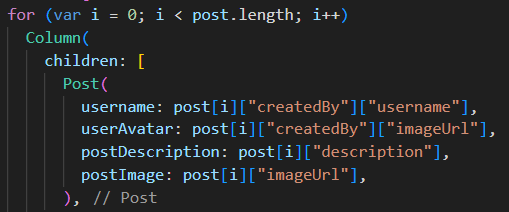 for (var i = 0; i < post.length; i++)
  Column(
    children: [
      Post(
        username: post[i]["createdBy"]["username"],
        userAvatar: post[i]["createdBy"]["imageUrl"],
        postDescription: post[i]["description"],
        postImage: post[i]["imageUrl"],
      ), // Post